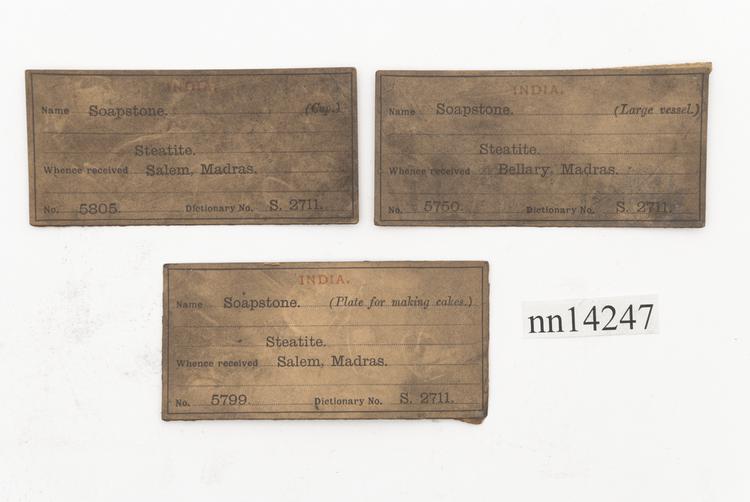 INDIA.
Name Soapstone. (Cup.)
Steatite.
Whence received Salem, Madras.
No. 5805. Dictionary No. S. 2711.
INDIA.
Name Soapstone. (Large vessel.)
Steatite.
Whence received Bellary, Madras.
No. 5750. Dictionary No. S. 2711.
INDIA.
Name Soapstone. (Plate for making cakes.)
Steatite.
Whence received Salem, Madras.
No. 5799. Dictionary No. S. 2711.
nn14247